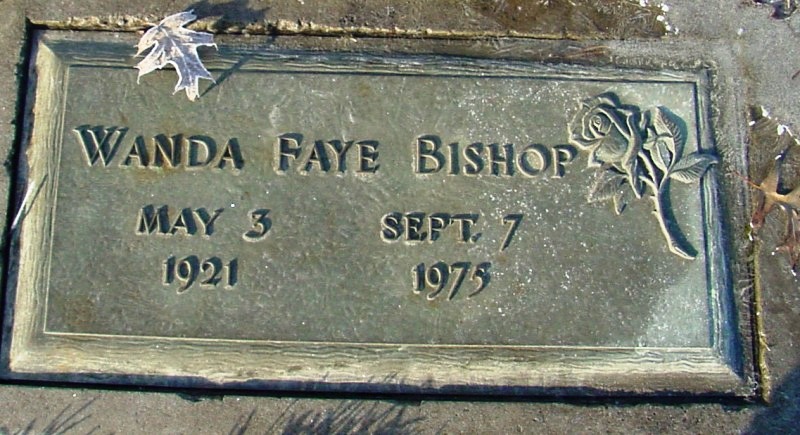 WANDA FAYE BISHOP
MAY 3 SEPT. 7
1921 1975